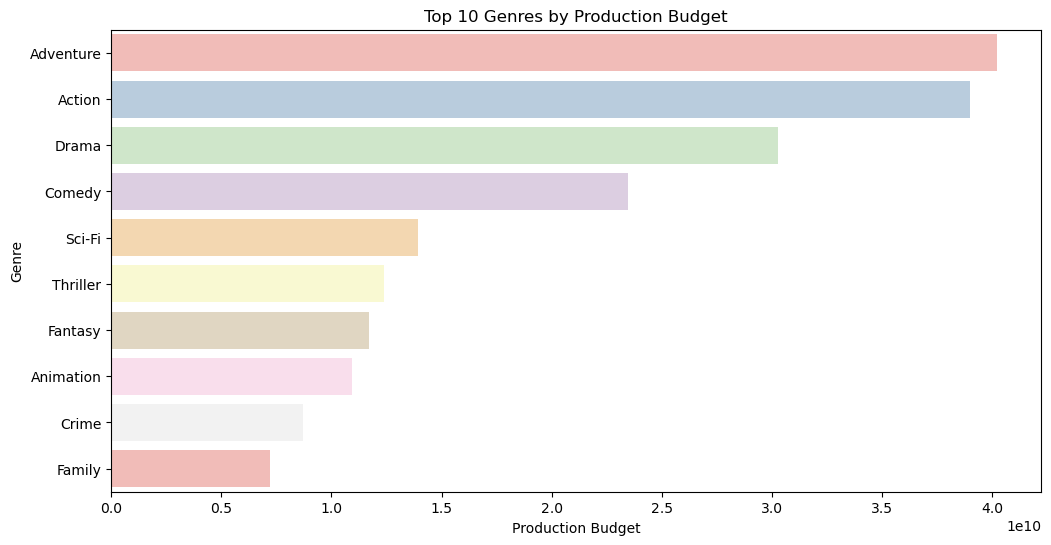 Top 10 Genres by Production Budget
Genre
Adventure
Action
Drama
Comedy
Sci-Fi
Thriller
Fantasy
Animation
Crime
Family
0.0 0.5 1.0 1.5 2.0 2.5 3.0 3.5 4.0
1e10
Production Budget